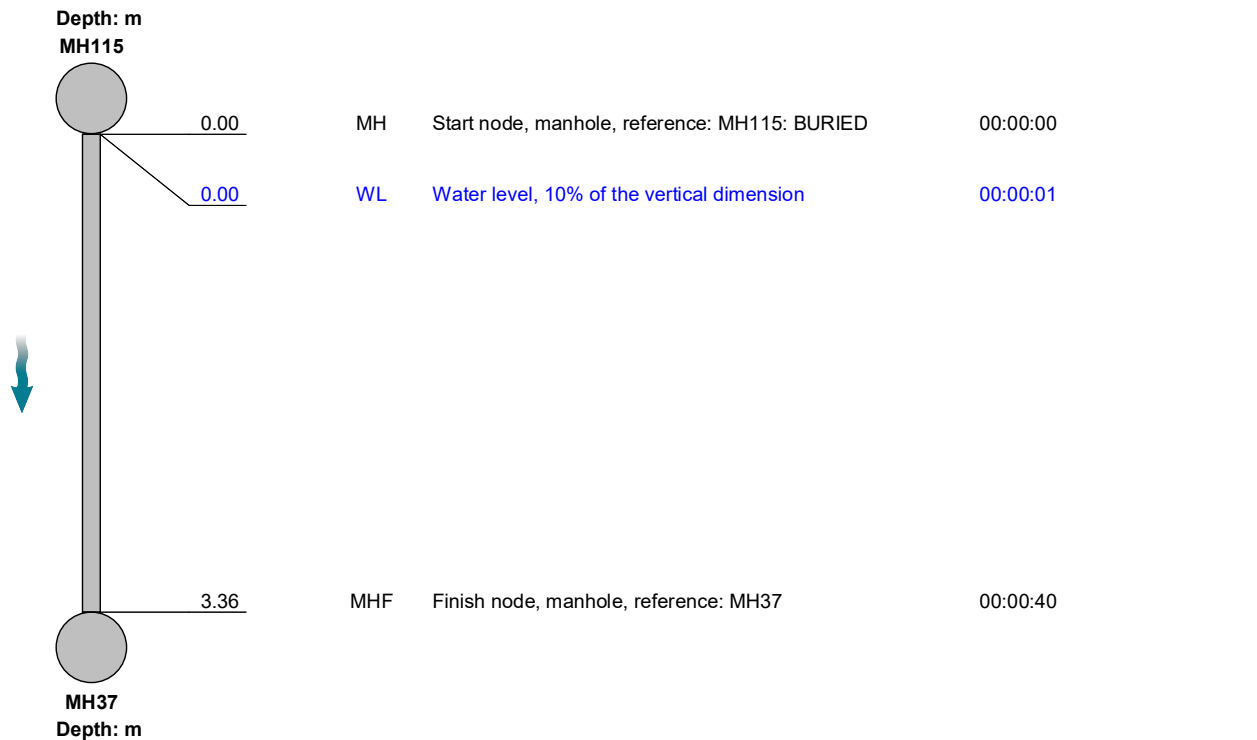 Depth: m
MH115
0.00 MH Start node, manhole, reference: MH115: BURIED 00:00:00
0.00 WL Water level, 10% of the vertical dimension 00:00:01
3.36 MHF Finish node, manhole, reference: MH37 00:00:40
MH37
Depth: m